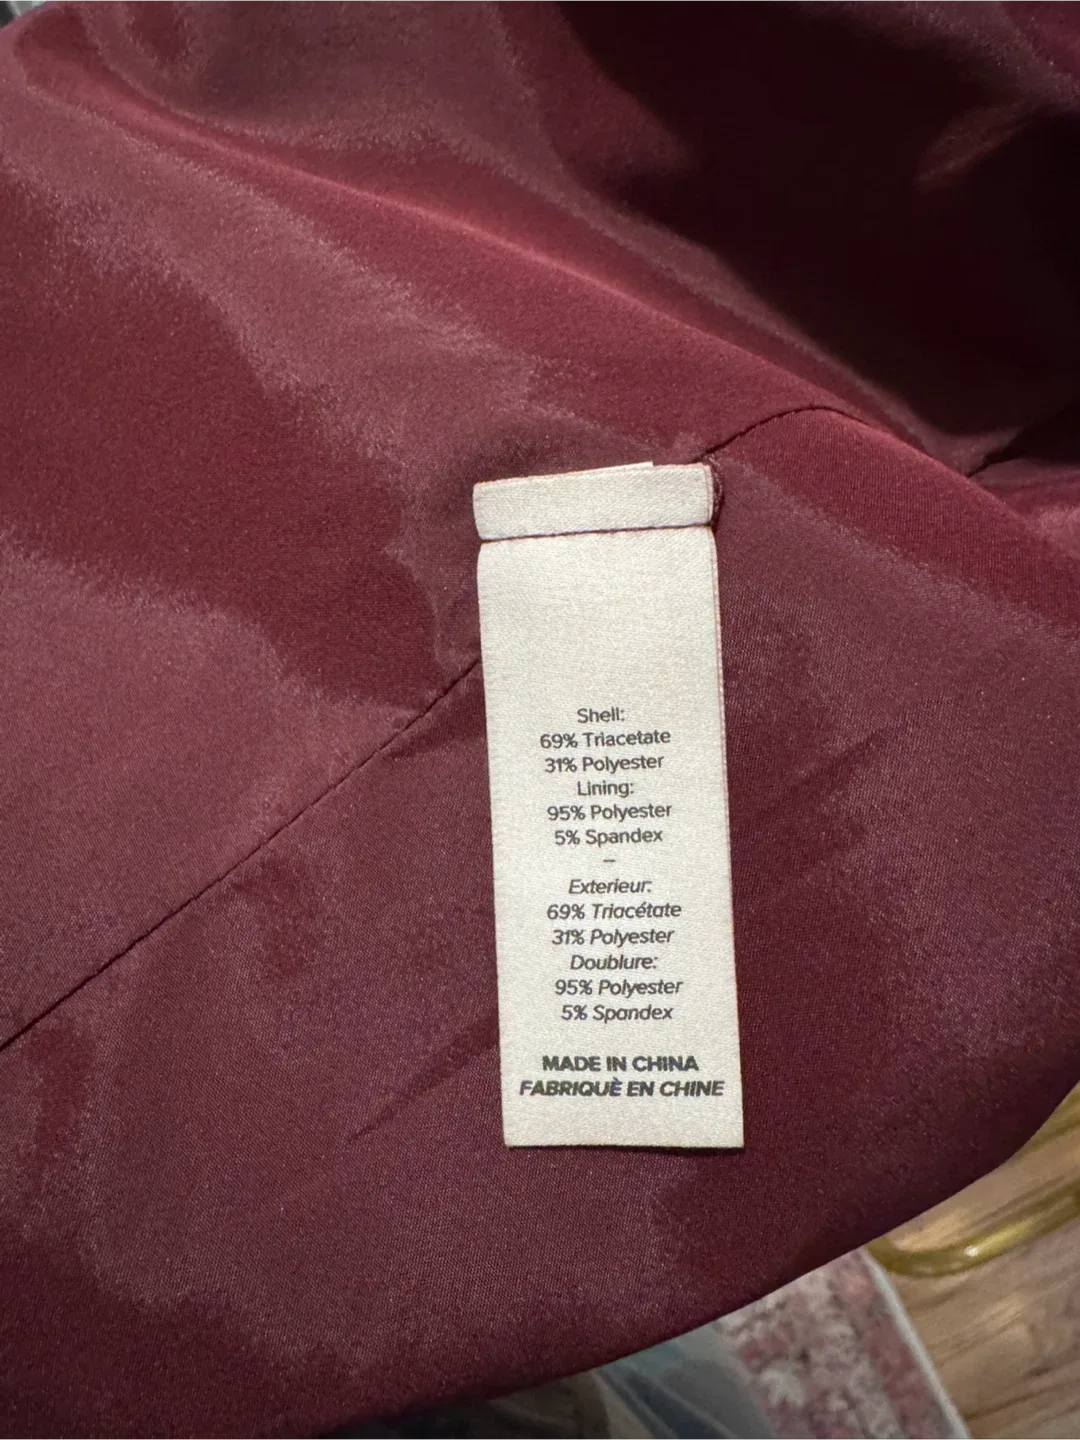 Shell:
69% Triacetate
31% Polyester
Lining:
95% Polyester
5% Spandex
–
Exterieur:
69% Triacétate
31% Polyester
Doublure:
95% Polyester
5% Spandex
MADE IN CHINA
FABRIQUÈ EN CHINE